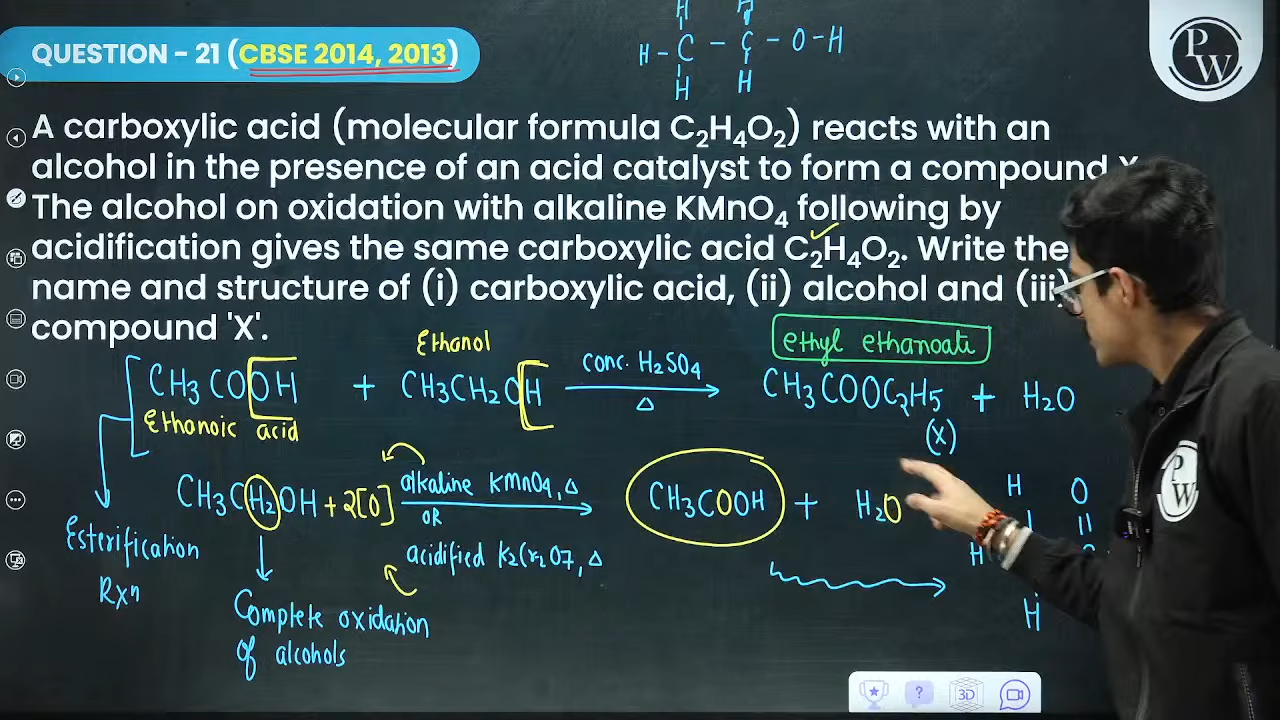 QUESTION - 21 (CBSE 2014, 2013)
H H
H - C - C - O - H
H H
PW
A carboxylic acid (molecular formula C₂H₄O₂) reacts with an
alcohol in the presence of an acid catalyst to form a compound
The alcohol on oxidation with alkaline KMnO₄ following by
acidification gives the same carboxylic acid C₂H₄O₂. Write the
name and structure of (i) carboxylic acid, (ii) alcohol and (iii)
compound 'X'.
Ethanol
ethyl ethanoate
CH₃COOH + CH₃CH₂OH conc. H₂SO₄ CH₃COOC₂H₅ + H₂O
Δ
Ethanoic acid
(X)
CH₃CH₂OH + 2[O] alkaline KMnO₄, Δ CH₃COOH + H₂O
OR
acidified K₂Cr₂O₇, Δ
H O
H
H
Esterification
Rxⁿ
Complete oxidation
of alcohols
PW
3D